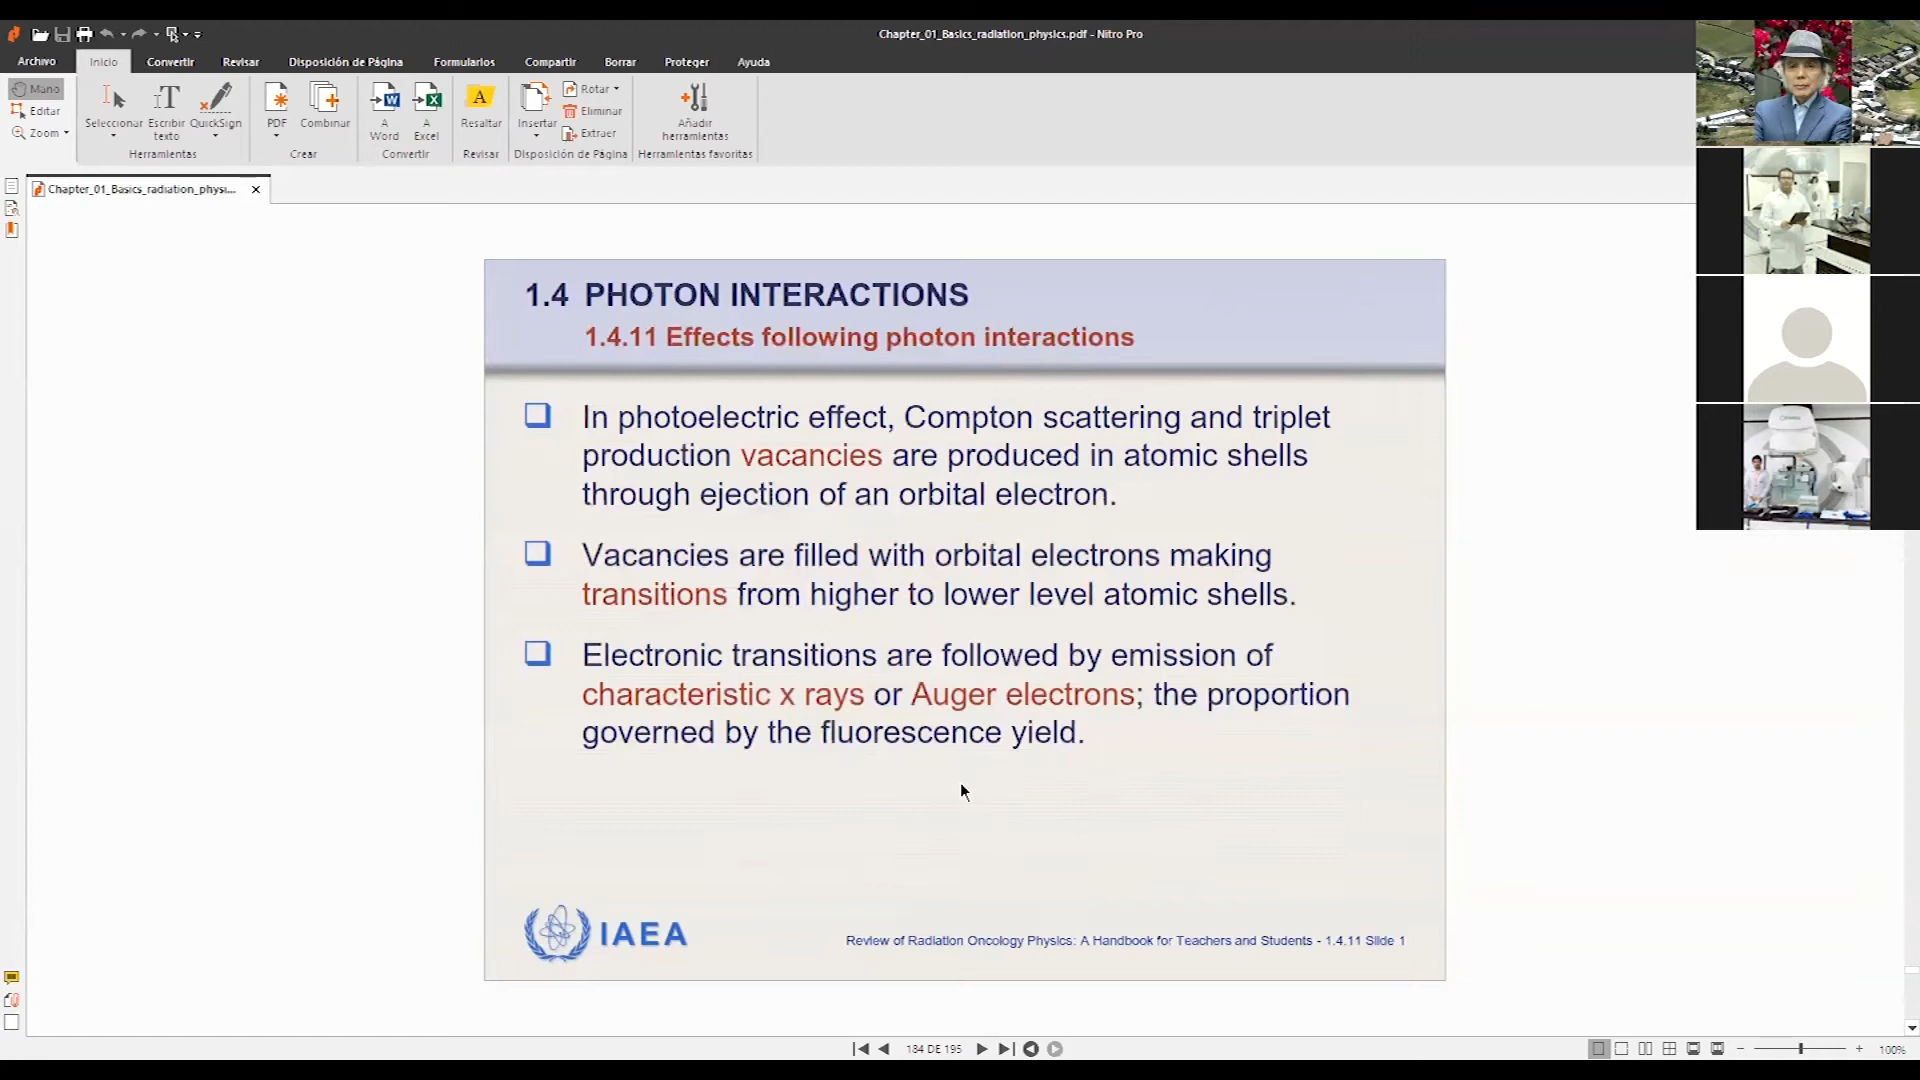 Chapter_01_Basics_radiation_physics.pdf - Nitro Pro
Archivo Inicio Convertir Revisar Disposición de Página Formularios Compartir Borrar Proteger Ayuda
Mano
Editar
Zoom
Seleccionar
Escribir texto
QuickSign
Herramientas
PDF
Combinar
Crear
A Word
A Excel
Convertir
Resaltar
Revisar
Insertar
Rotar
Eliminar
Extraer
Disposición de Página
Añadir herramientas
Herramientas favoritas
Chapter_01_Basics_radiation_physi...
1.4 PHOTON INTERACTIONS
1.4.11 Effects following photon interactions
In photoelectric effect, Compton scattering and triplet
production vacancies are produced in atomic shells
through ejection of an orbital electron.
Vacancies are filled with orbital electrons making
transitions from higher to lower level atomic shells.
Electronic transitions are followed by emission of
characteristic x rays or Auger electrons; the proportion
governed by the fluorescence yield.
IAEA
Review of Radiation Oncology Physics: A Handbook for Teachers and Students - 1.4.11 Slide 1
184 DE 195
100%